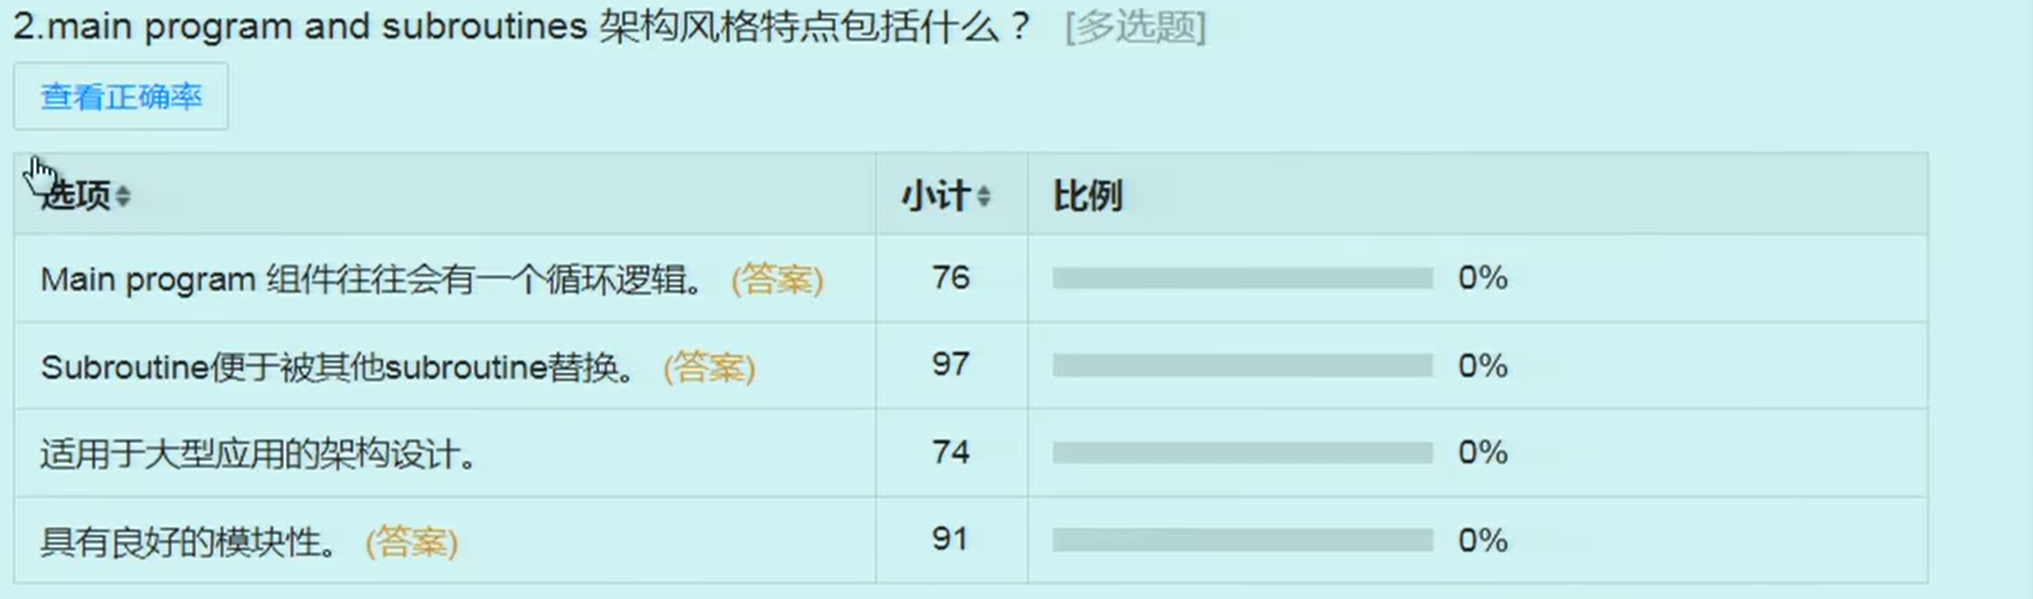 2.main program and subroutines 架构风格特点包括什么？ [多选题]
查看正确率
选项 小计 比例
Main program 组件往往会有一个循环逻辑。 (答案) 76 0%
Subroutine便于被其他subroutine替换。 (答案) 97 0%
适用于大型应用的架构设计。 74 0%
具有良好的模块性。 (答案) 91 0%